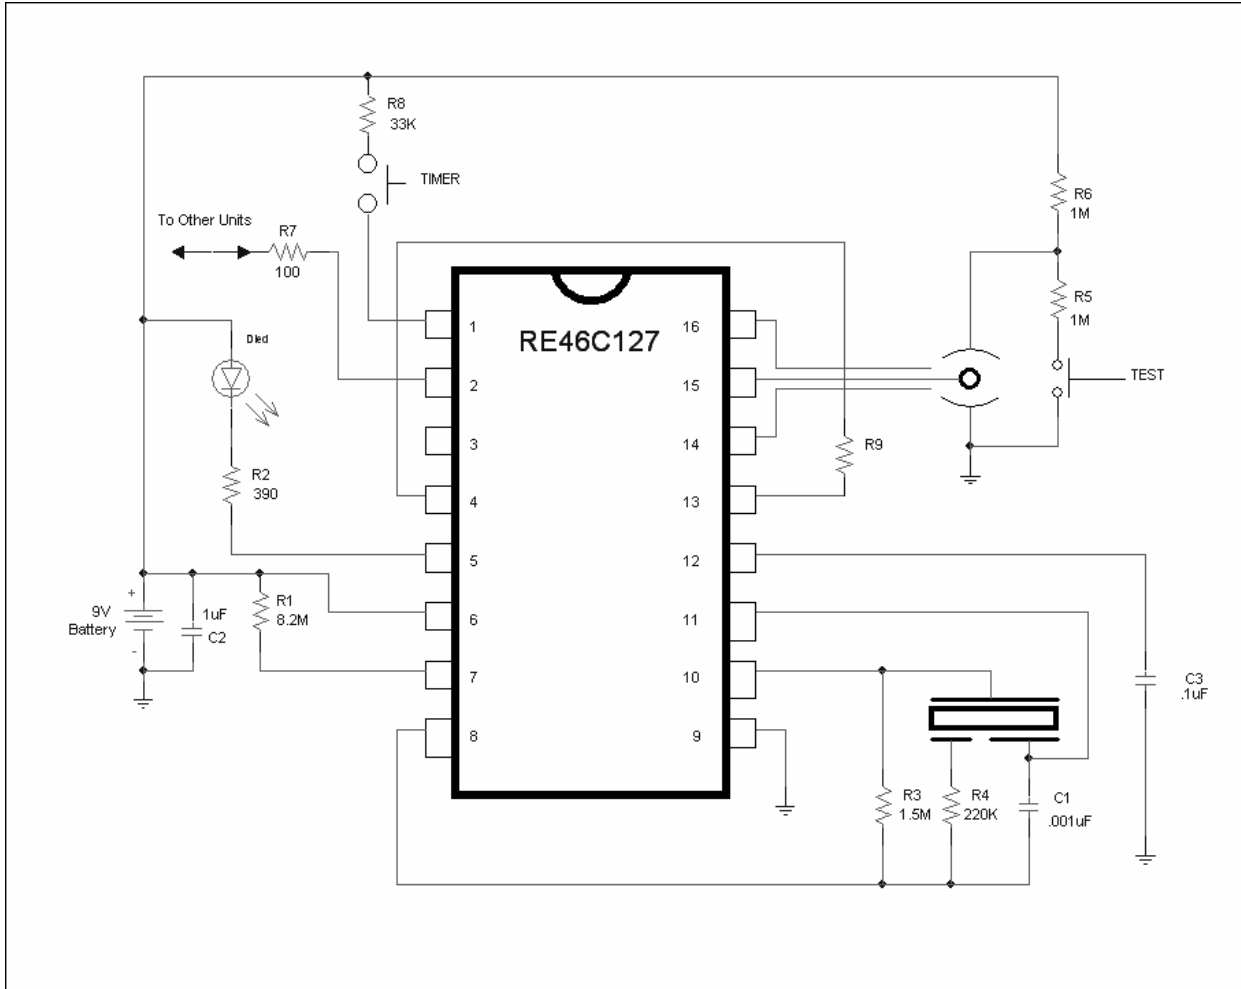 R8
33K
TIMER
R6
1M
To Other Units
R7
100
R5
1M
1
16
RE46C127
Dled
2
15
TEST
3
14
R9
R2
390
4
13
5
12
+
R1
9V
1uF
8.2M
6
11
Battery
C2
-
7
10
C3
.1uF
8
9
R3
R4
C1
1.5M
220K
.001uF